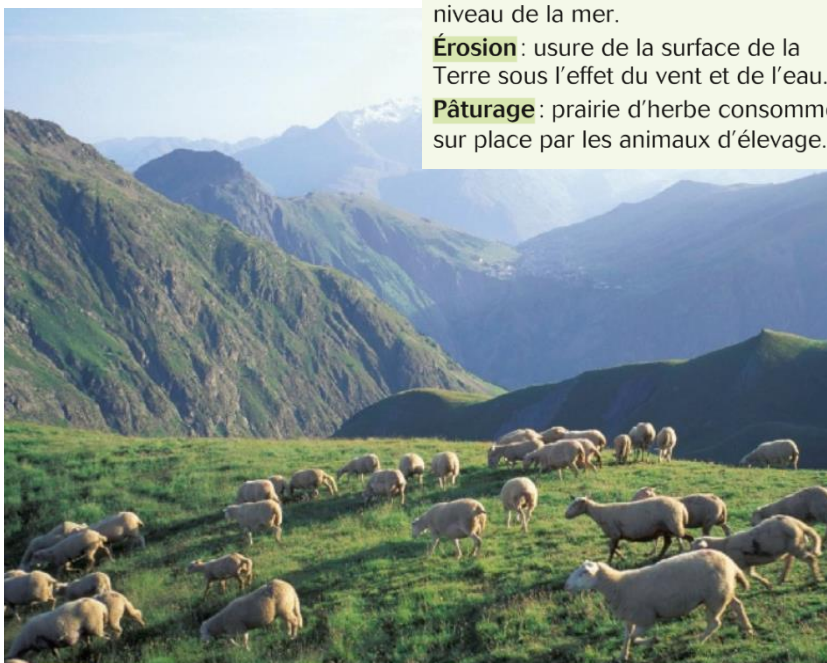 niveau de la mer.
Érosion : usure de la surface de la
Terre sous l'effet du vent et de l'eau.
Pâturage : prairie d'herbe consommé
sur place par les animaux d'élevage.